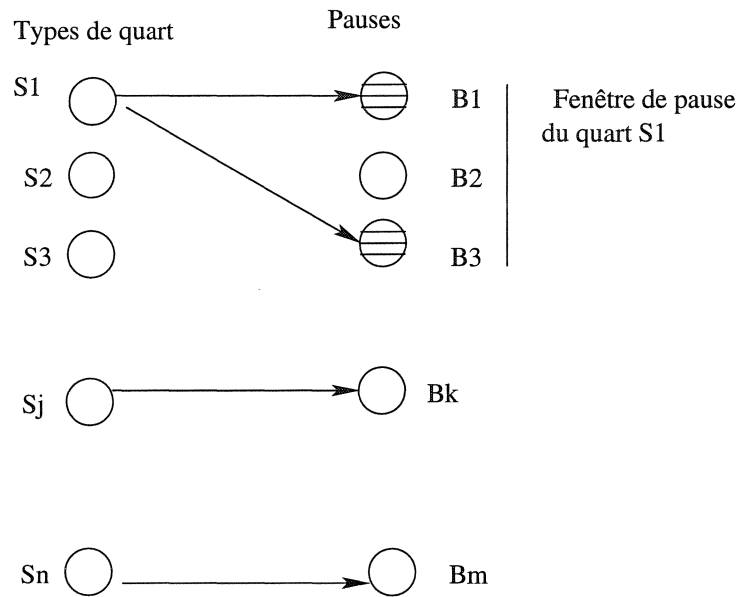 Types de quart
Pauses
S1
B1
Fenêtre de pause
du quart S1
S2
B2
S3
B3
Sj
Bk
Sn
Bm